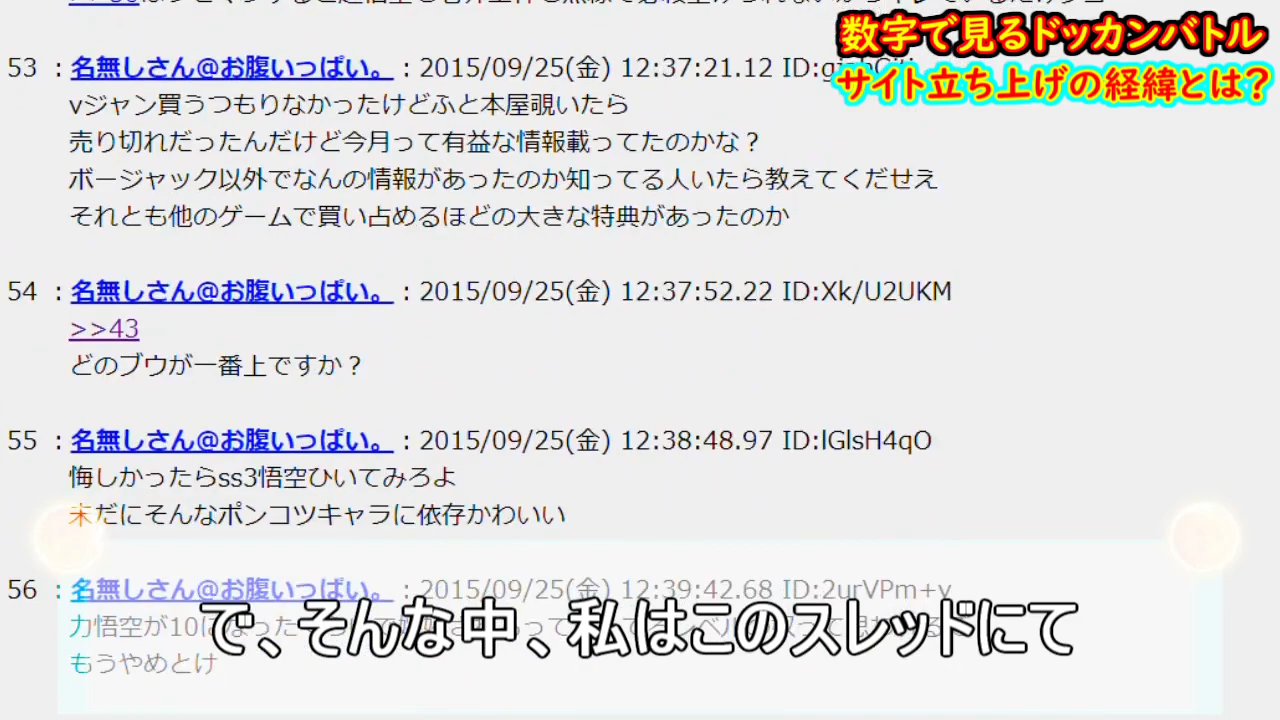 数字で見るドッカンバトル
サイト立ち上げの経緯とは？
53 ：名無しさん＠お腹いっぱい。：2015/09/25(金) 12:37:21.12
vジャン買うつもりなかったけどふと本屋覗いたら
売り切れだったんだけど今月って有益な情報載ってたのかな？
ボージャック以外でなんの情報があったのか知ってる人いたら教えてくだせえ
それとも他のゲームで買い占めるほどの大きな特典があったのか
54 ：名無しさん＠お腹いっぱい。：2015/09/25(金) 12:37:52.22 ID:Xk/U2UKM
>>43
どのブウが一番上ですか？
55 ：名無しさん＠お腹いっぱい。：2015/09/25(金) 12:38:48.97 ID:lGlsH4qO
悔しかったらss3悟空ひいてみろよ
未だにそんなポンコツキャラに依存かわいい
56 ：名無しさん＠お腹いっぱい。：2015/09/25(金) 12:39:42.68 ID:2urVPm+v
力悟空が10に
もうやめとけ
で、そんな中、私はこのスレッドにて